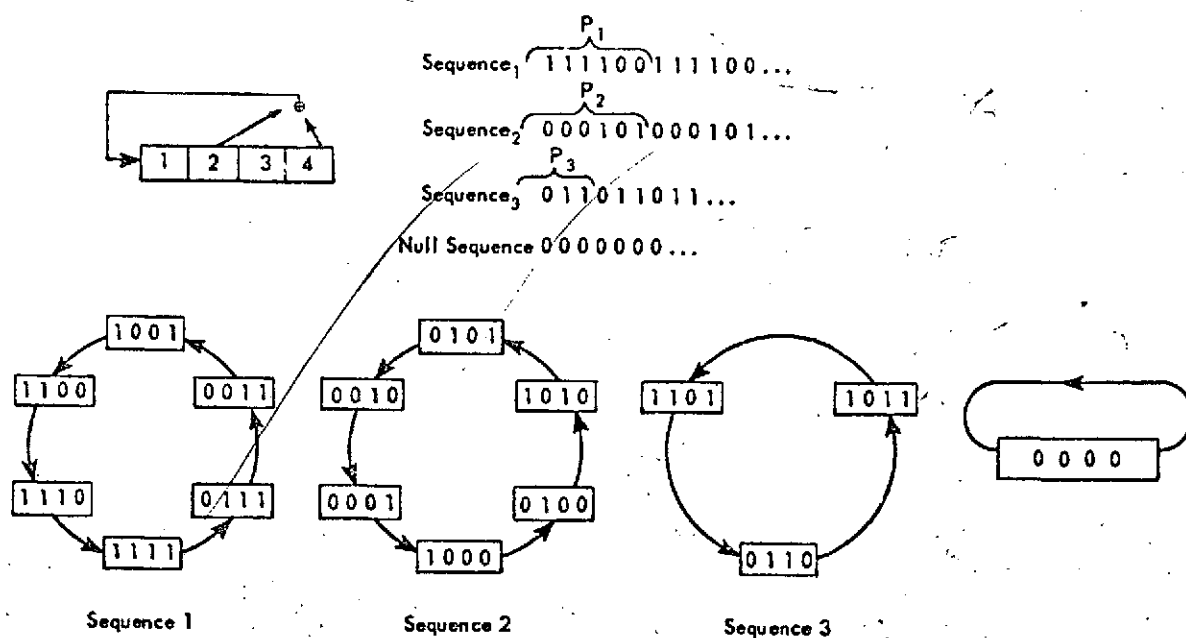 P1
Sequence1 111100111100...
P2
Sequence2 000101000101...
P3
Sequence3 011011011...
Null Sequence 0000000...
⊕
1 2 3 4
1001
1100
0011
1110
0111
1111
Sequence 1
0101
0010
1010
0001
0100
1000
Sequence 2
1101
1011
0110
Sequence 3
0000